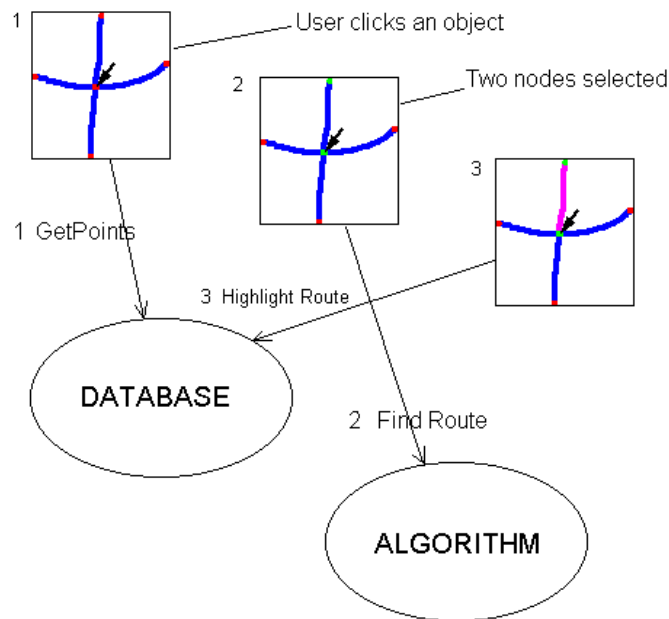 1
User clicks an object
2
Two nodes selected
3
1 GetPoints
3 Highlight Route
DATABASE
2 Find Route
ALGORITHM